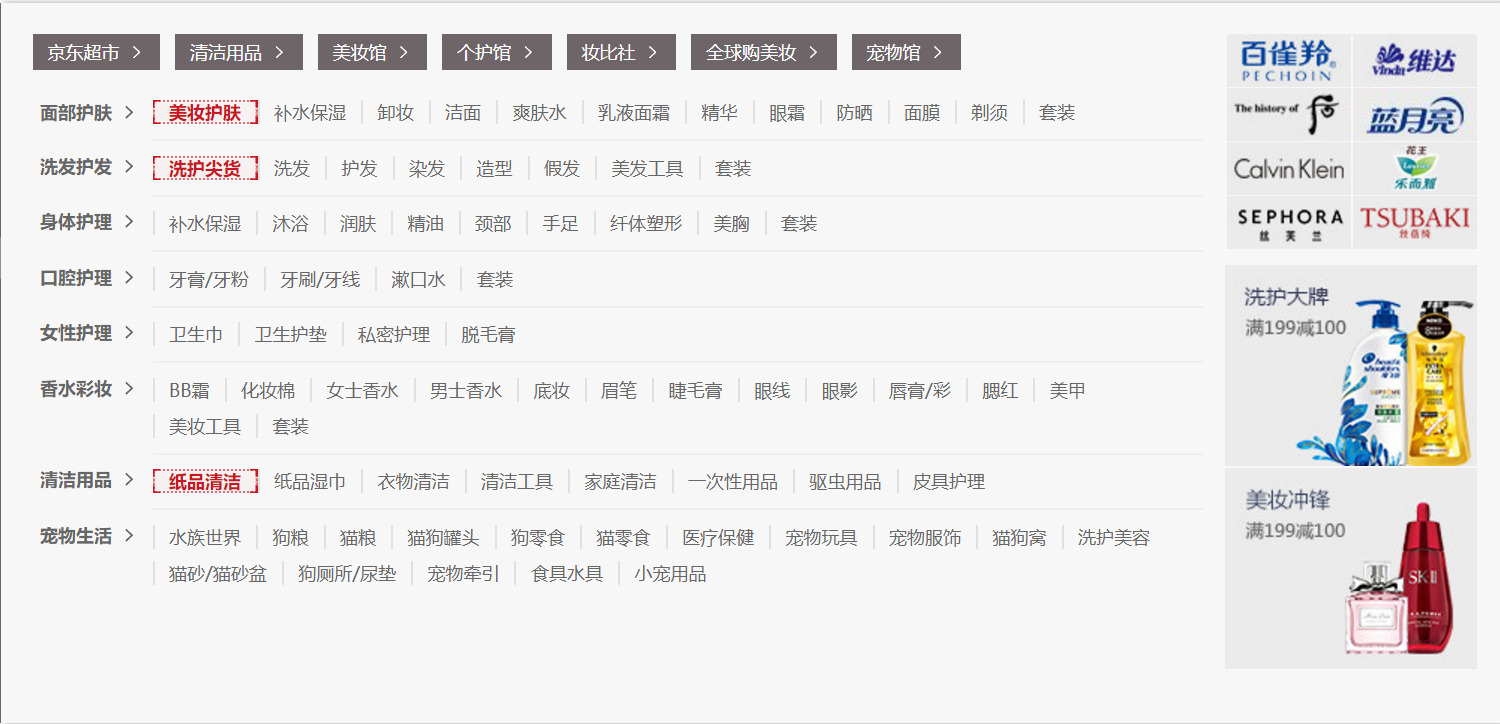 京东超市 清洁用品 美妆馆 个护馆 妆比社 全球购美妆 宠物馆
面部护肤 美妆护肤 补水保湿 卸妆 洁面 爽肤水 乳液面霜 精华 眼霜 防晒 面膜 剃须 套装
洗发护发 洗护尖货 洗发 护发 染发 造型 假发 美发工具 套装
身体护理 补水保湿 沐浴 润肤 精油 颈部 手足 纤体塑形 美胸 套装
口腔护理 牙膏/牙粉 牙刷/牙线 漱口水 套装
女性护理 卫生巾 卫生护垫 私密护理 脱毛膏
香水彩妆 BB霜 化妆棉 女士香水 男士香水 底妆 眉笔 睫毛膏 眼线 眼影 唇膏/彩 腮红 美甲
美妆工具 套装
清洁用品 纸品清洁 纸品湿巾 衣物清洁 清洁工具 家庭清洁 一次性用品 驱虫用品 皮具护理
宠物生活 水族世界 狗粮 猫粮 猫狗罐头 狗零食 猫零食 医疗保健 宠物玩具 宠物服饰 猫狗窝 洗护美容
猫砂/猫砂盆 狗厕所/尿垫 宠物牵引 食具水具 小宠用品
百雀羚
PECHOIN
Vinda 维达
The history of 后
蓝月亮
Calvin Klein
花王
Laurier
乐而雅
SEPHORA
丝芙兰
TSUBAKI
丝蓓绮
洗护大牌
满199减100
head & shoulders
EXTRA CARE
美妆冲锋
满199减100
SK II